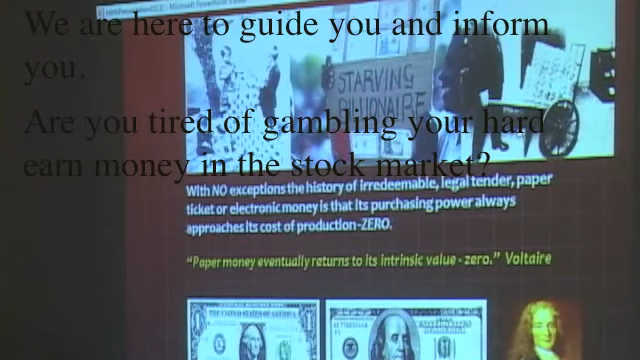 We are here to guide you and inform
you.
Are you tired of gambling your hard
earn money in the stock market?
STARVING
BILLIONAIRE
With NO exceptions the history of irredeemable, legal tender, paper
ticket or electronic money is that its purchasing power always
approaches its cost of production-ZERO.
"Paper money eventually returns to its intrinsic value - zero." Voltaire